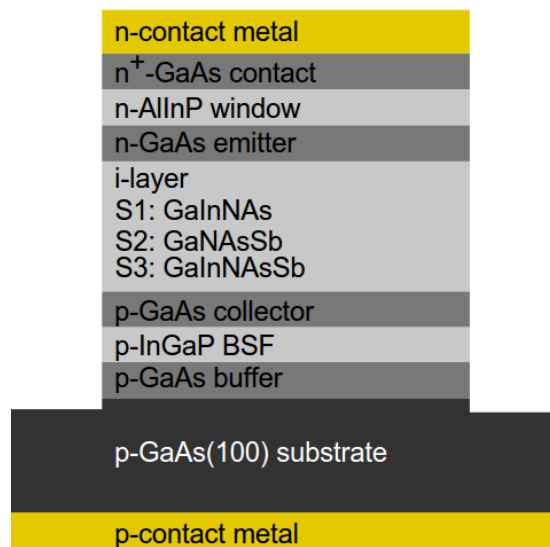 n-contact metal
n⁺-GaAs contact
n-AlInP window
n-GaAs emitter
i-layer
S1: GaInNAs
S2: GaNAsSb
S3: GaInNAsSb
p-GaAs collector
p-InGaP BSF
p-GaAs buffer
p-GaAs(100) substrate
p-contact metal